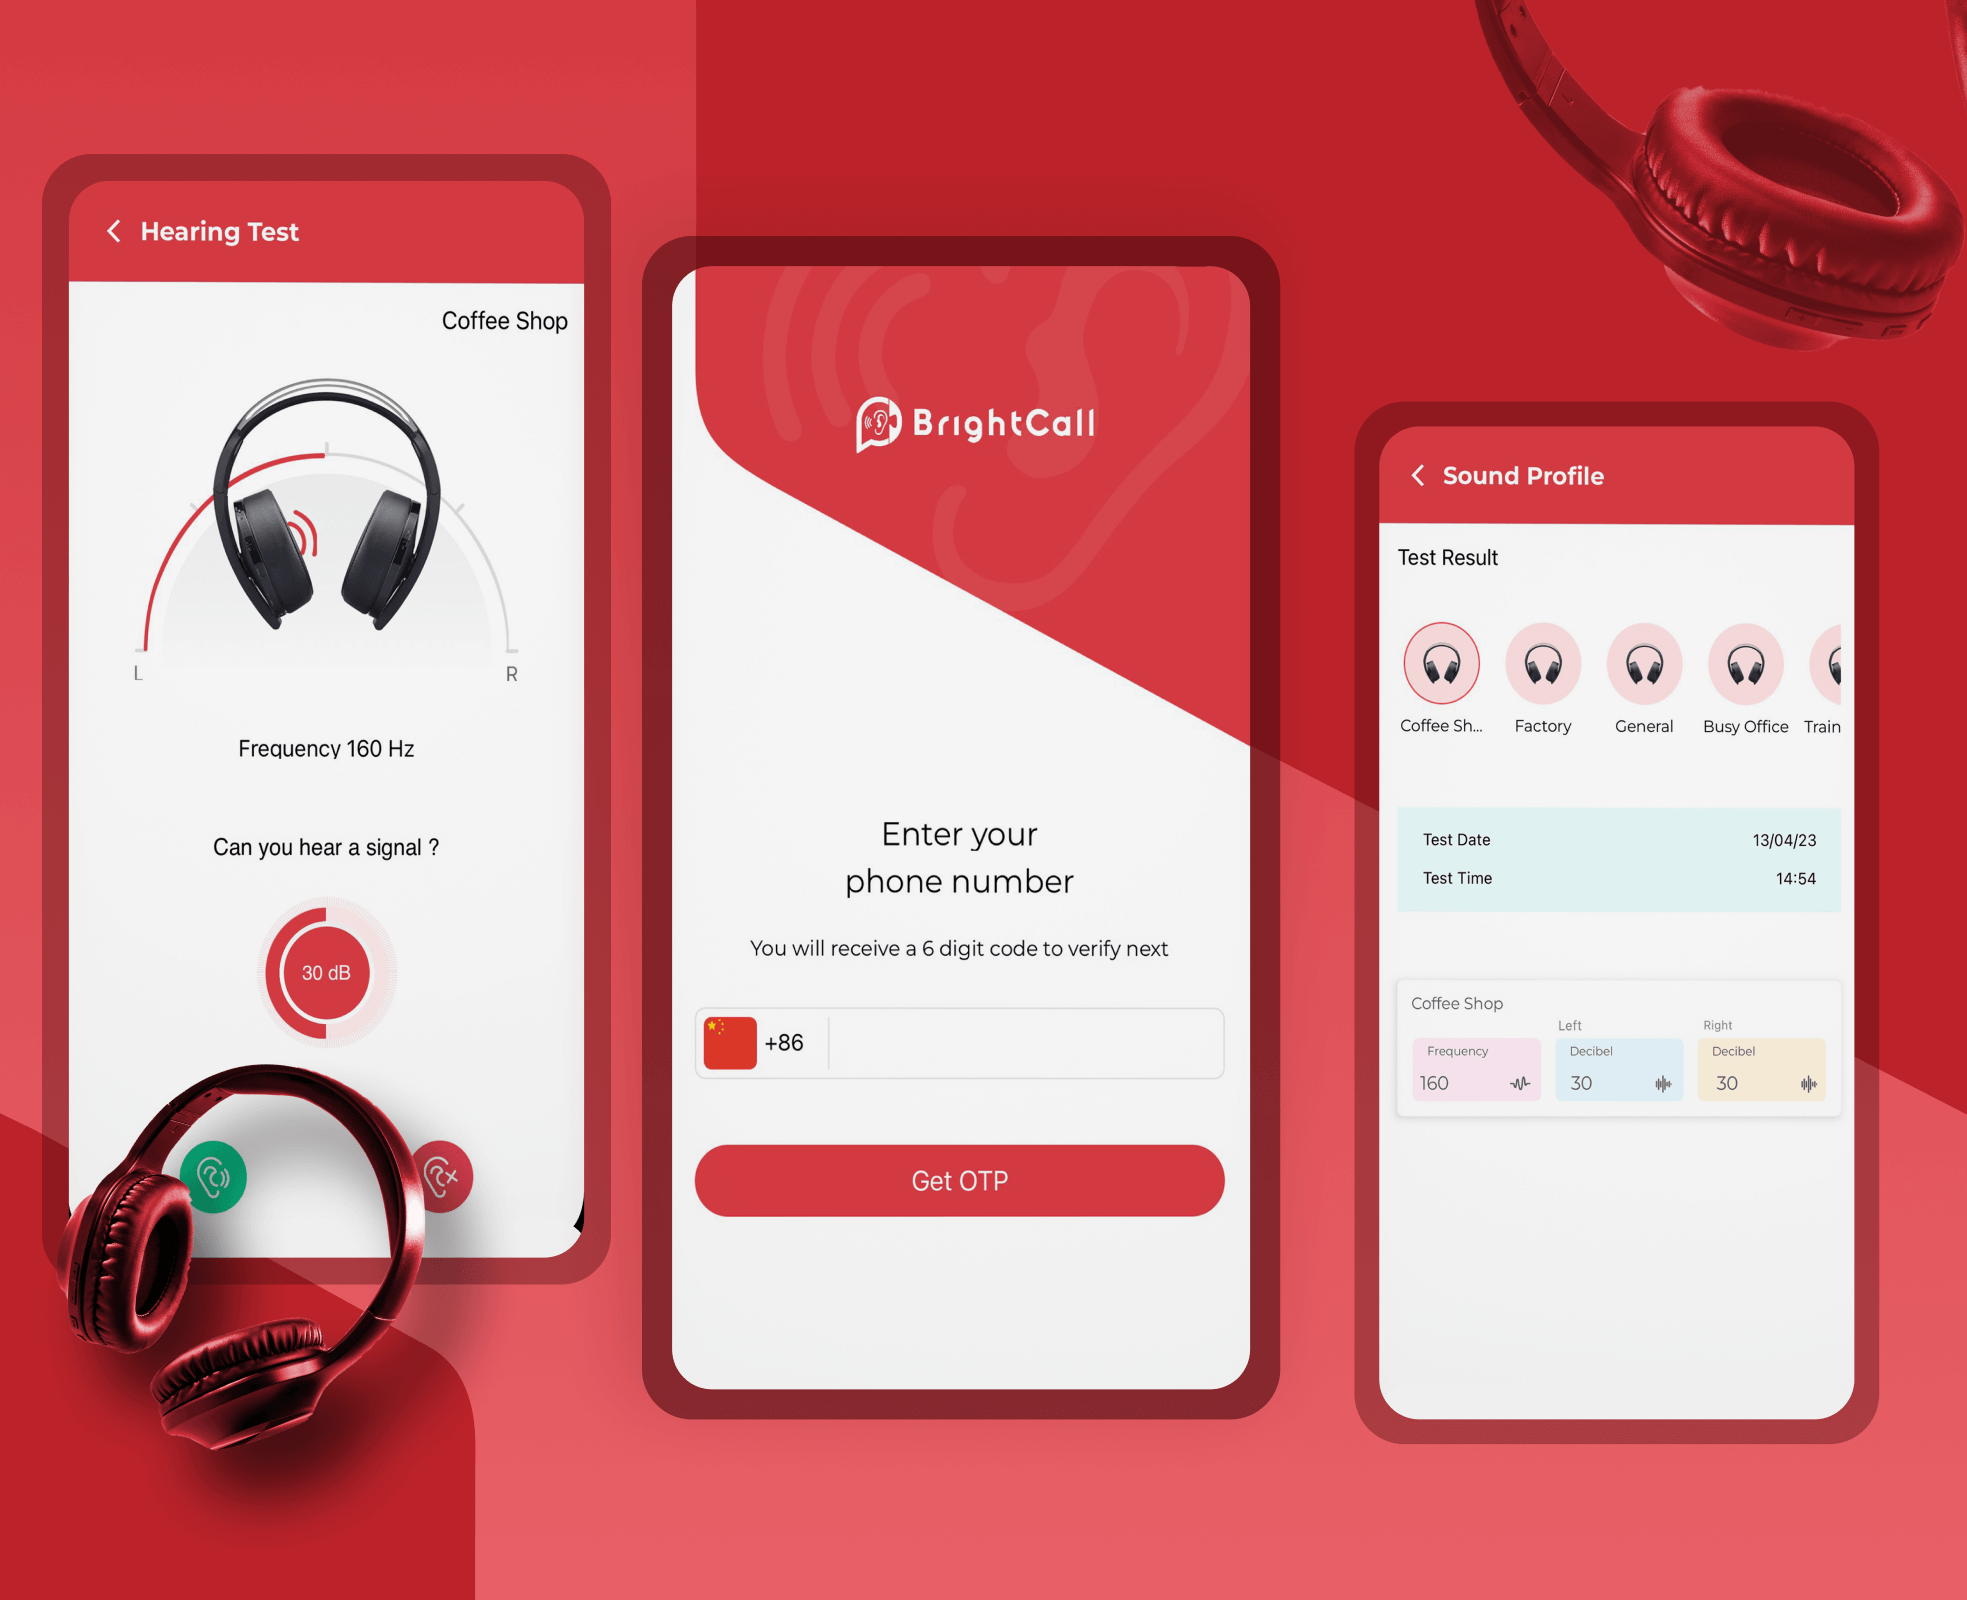 Hearing Test
Coffee Shop
L
R
Frequency 160 Hz
Can you hear a signal ?
30 dB
BrightCall
Enter your
phone number
You will receive a 6 digit code to verify next
+86
Get OTP
Sound Profile
Test Result
Coffee Sh... Factory General Busy Office Train
Test Date 13/04/23
Test Time 14:54
Coffee Shop
Left Right
Frequency Decibel Decibel
160 30 30